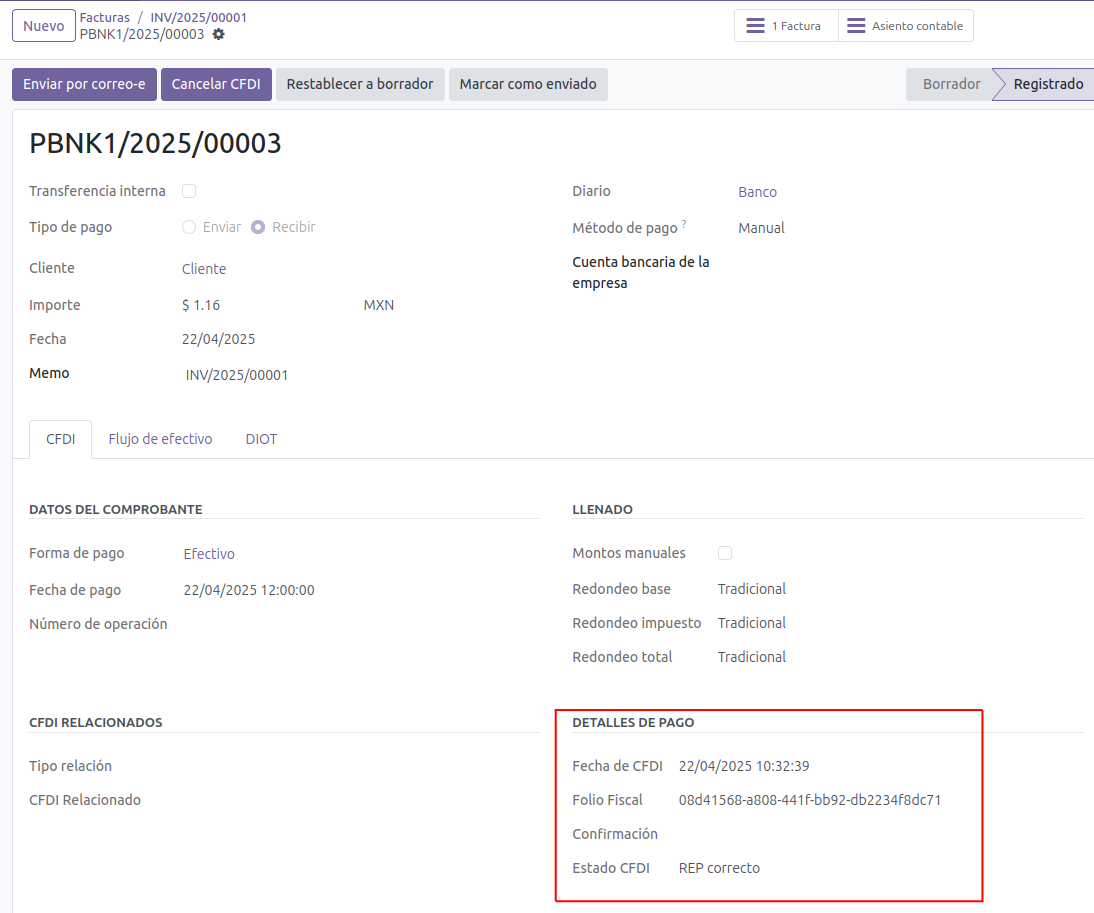 Nuevo
Facturas / INV/2025/00001
PBNK1/2025/00003
1 Factura
Asiento contable
Enviar por correo-e
Cancelar CFDI
Restablecer a borrador
Marcar como enviado
Borrador
Registrado
PBNK1/2025/00003
Transferencia interna
Tipo de pago Enviar Recibir
Cliente Cliente
Importe $ 1.16 MXN
Fecha 22/04/2025
Memo INV/2025/00001
Diario Banco
Método de pago ? Manual
Cuenta bancaria de la
empresa
CFDI
Flujo de efectivo
DIOT
DATOS DEL COMPROBANTE
Forma de pago Efectivo
Fecha de pago 22/04/2025 12:00:00
Número de operación
LLENADO
Montos manuales
Redondeo base Tradicional
Redondeo impuesto Tradicional
Redondeo total Tradicional
CFDI RELACIONADOS
Tipo relación
CFDI Relacionado
DETALLES DE PAGO
Fecha de CFDI 22/04/2025 10:32:39
Folio Fiscal 08d41568-a808-441f-bb92-db2234f8dc71
Confirmación
Estado CFDI REP correcto